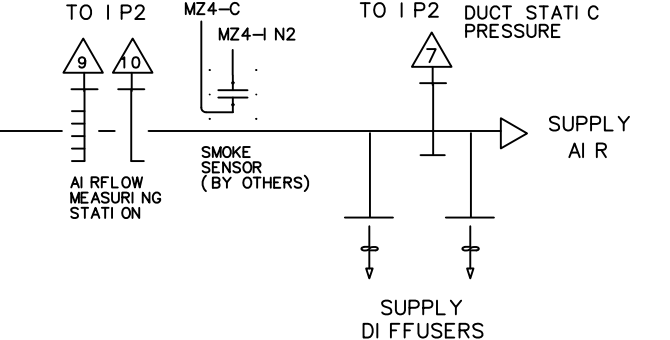 TO IP2
MZ4-C
MZ4-IN2
TO IP2
DUCT STATIC
PRESSURE
9
10
7
SMOKE
SENSOR
(BY OTHERS)
SUPPLY
AIR
AIRFLOW
MEASURING
STATION
SUPPLY
DIFFUSERS